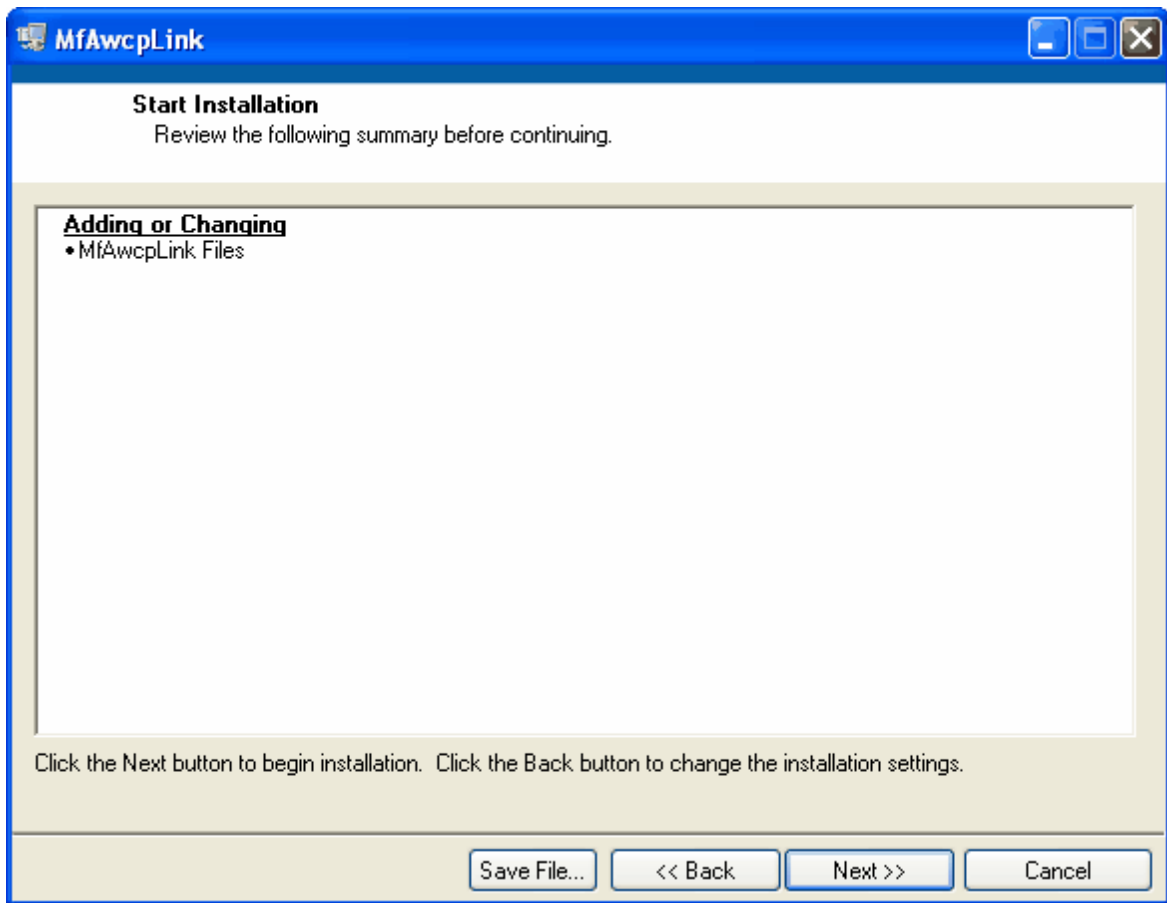 MfAwcpLink
Start Installation
Review the following summary before continuing.
Adding or Changing
•MfAwcpLink Files
Click the Next button to begin installation.  Click the Back button to change the installation settings.
Save File...
<< Back
Next >>
Cancel